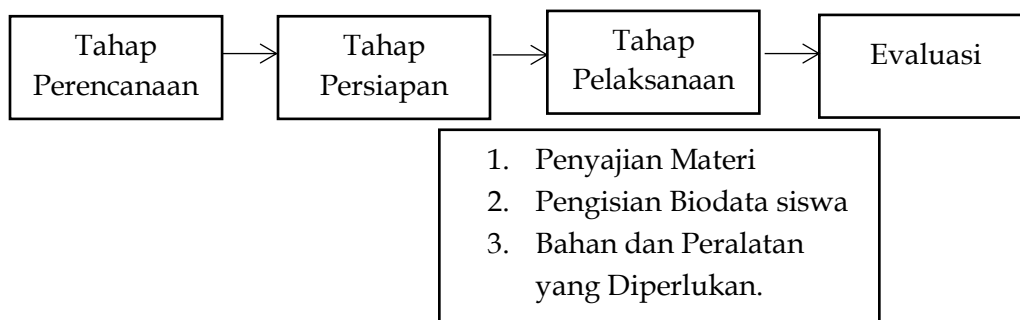 Tahap
Perencanaan
Tahap
Persiapan
Tahap
Pelaksanaan
Evaluasi
1. Penyajian Materi
2. Pengisian Biodata siswa
3. Bahan dan Peralatan
yang Diperlukan.